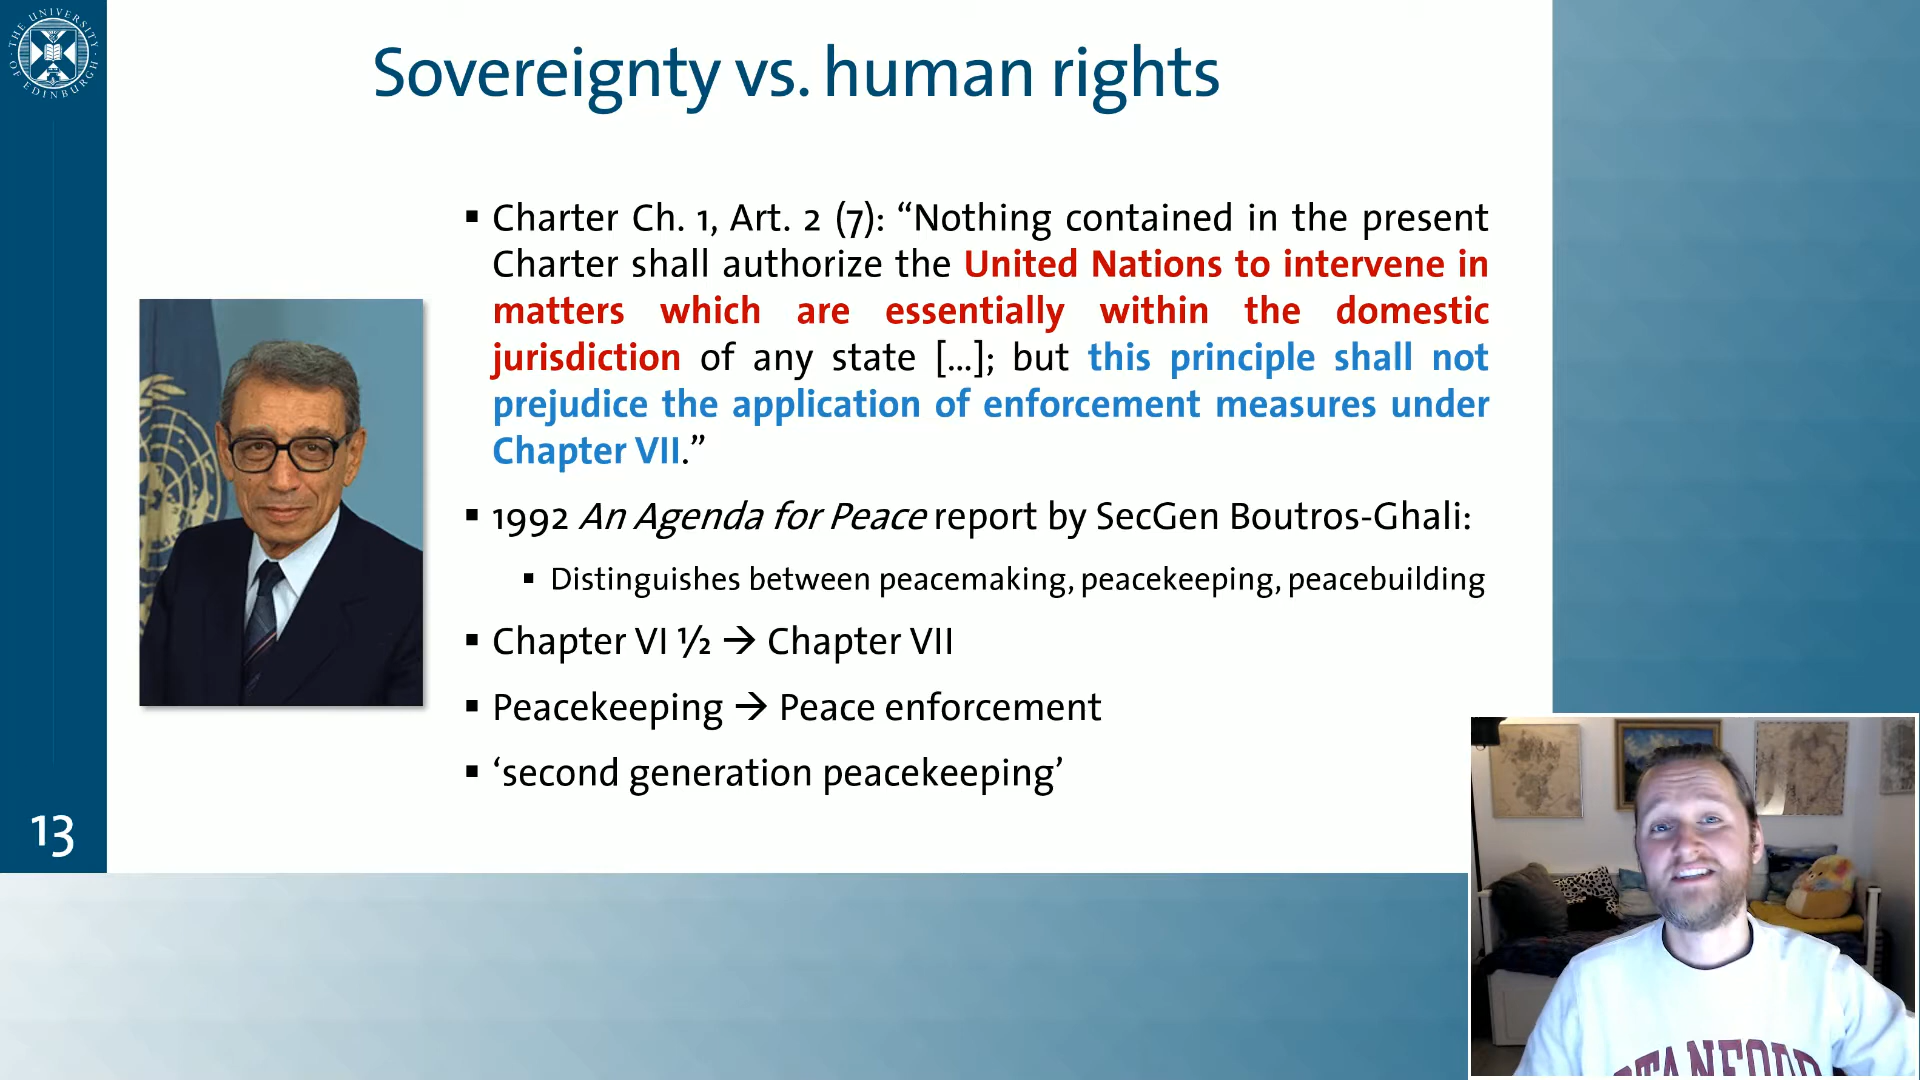 THE UNIVERSITY OF EDINBURGH
Sovereignty vs. human rights
▪ Charter Ch. 1, Art. 2 (7): “Nothing contained in the present
Charter shall authorize the United Nations to intervene in
matters which are essentially within the domestic
jurisdiction of any state […]; but this principle shall not
prejudice the application of enforcement measures under
Chapter VII.”
▪ 1992 An Agenda for Peace report by SecGen Boutros-Ghali:
▪ Distinguishes between peacemaking, peacekeeping, peacebuilding
▪ Chapter VI ½ → Chapter VII
▪ Peacekeeping → Peace enforcement
▪ ‘second generation peacekeeping’
13
STANFORD